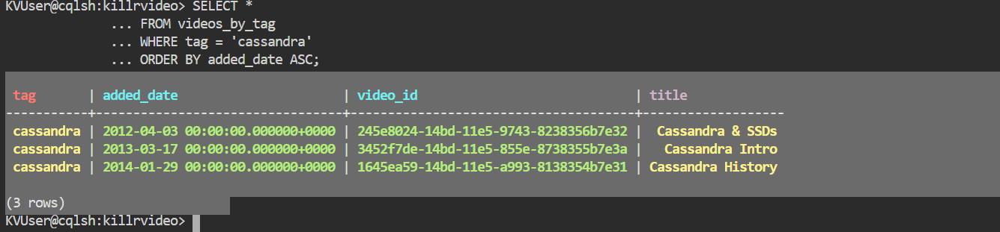 KVUser@cqlsh:killrvideo> SELECT *
... FROM videos_by_tag
... WHERE tag = 'cassandra'
... ORDER BY added_date ASC;
tag | added_date | video_id | title
-----------+---------------------------------+--------------------------------------+-------------------
cassandra | 2012-04-03 00:00:00.000000+0000 | 245e8024-14bd-11e5-9743-8238356b7e32 | Cassandra & SSDs
cassandra | 2013-03-17 00:00:00.000000+0000 | 3452f7de-14bd-11e5-855e-8738355b7e3a | Cassandra Intro
cassandra | 2014-01-29 00:00:00.000000+0000 | 1645ea59-14bd-11e5-a993-8138354b7e31 | Cassandra History
(3 rows)
KVUser@cqlsh:killrvideo>